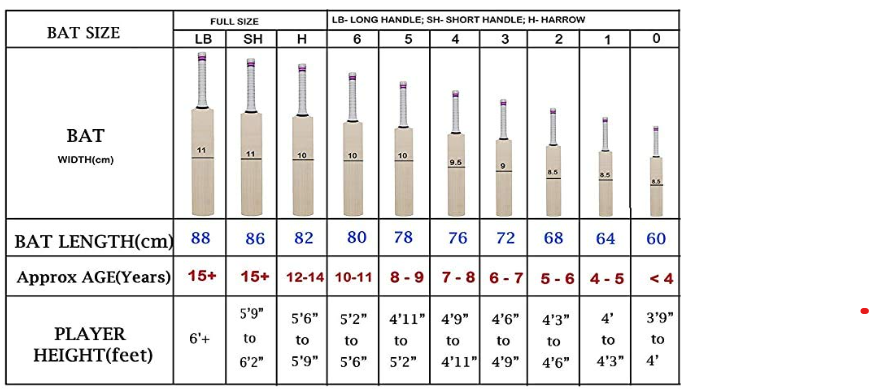 BAT SIZE FULL SIZE LB- LONG HANDLE; SH- SHORT HANDLE; H- HARROW
LB SH H 6 5 4 3 2 1 0
BAT
WIDTH(cm)
11 11 10 10 10 9.5 9 8.5 8.5 8.5
BAT LENGTH(cm) 88 86 82 80 78 76 72 68 64 60
Approx AGE(Years) 15+ 15+ 12-14 10-11 8 - 9 7 - 8 6 - 7 5 - 6 4 - 5 < 4
PLAYER
HEIGHT(feet)
6'+
5’9” to 6’2”
5’6” to 5’9”
5’2” to 5’6”
4’11” to 5’2”
4’9” to 4’11”
4’6” to 4’9”
4’3” to 4’6”
4’ to 4’3”
3’9” to 4’